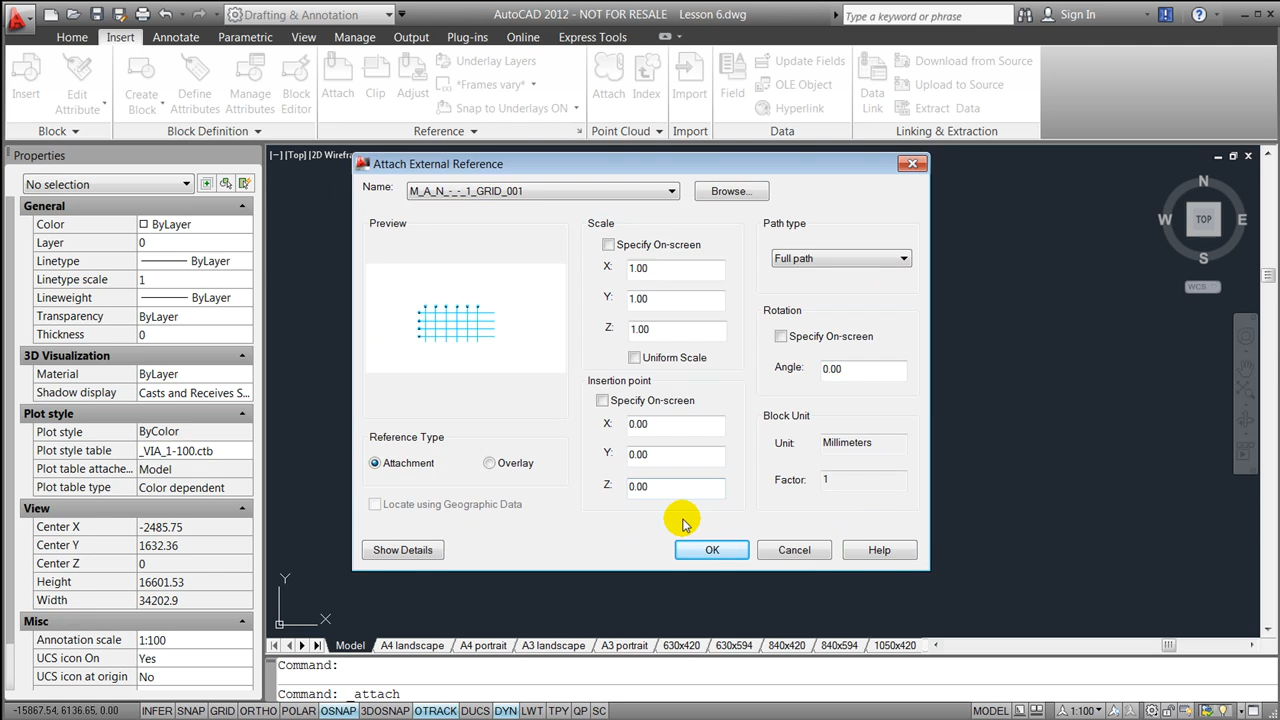 Drafting & Annotation
AutoCAD 2012 - NOT FOR RESALE Lesson 6.dwg
Type a keyword or phrase
Sign In
Home Insert Annotate Parametric View Manage Output Plug-ins Online Express Tools
Insert
Edit Attribute
Create Block
Define Attributes
Manage Attributes
Block Editor
Attach
Clip
Adjust
Underlay Layers
*Frames vary*
Snap to Underlays ON
Attach
Index
Import
Field
Update Fields
OLE Object
Hyperlink
Data Link
Download from Source
Upload to Source
Extract Data
Block Block Definition Reference Point Cloud Import Data Linking & Extraction
Properties
No selection
General
Color ByLayer
Layer 0
Linetype ByLayer
Linetype scale 1
Lineweight ByLayer
Transparency ByLayer
Thickness 0
3D Visualization
Material ByLayer
Shadow display Casts and Receives S...
Plot style
Plot style ByColor
Plot style table _VIA_1-100.ctb
Plot table attache... Model
Plot table type Color dependent
View
Center X -2485.75
Center Y 1632.36
Center Z 0
Height 16601.53
Width 34202.9
Misc
Annotation scale 1:100
UCS icon On Yes
UCS icon at origin No
[-] [Top] [2D Wirefr
Attach External Reference
Name: M_A_N_-_-_1_GRID_001 Browse...
Preview
Reference Type
Attachment Overlay
Locate using Geographic Data
Show Details
Scale
Specify On-screen
X: 1.00
Y: 1.00
Z: 1.00
Uniform Scale
Insertion point
Specify On-screen
X: 0.00
Y: 0.00
Z: 0.00
Path type
Full path
Rotation
Specify On-screen
Angle: 0.00
Block Unit
Unit: Millimeters
Factor: 1
OK Cancel Help
N
W TOP E
S
WCS
Y
X
Model A4 landscape A4 portrait A3 landscape A3 portrait 630x420 630x594 840x420 840x594 1050x420
Command:
Command: _attach
-15867.54, 6136.65, 0.00 INFER SNAP GRID ORTHO POLAR OSNAP 3DOSNAP OTRACK DUCS DYN LWT TPY QP SC MODEL 1:100